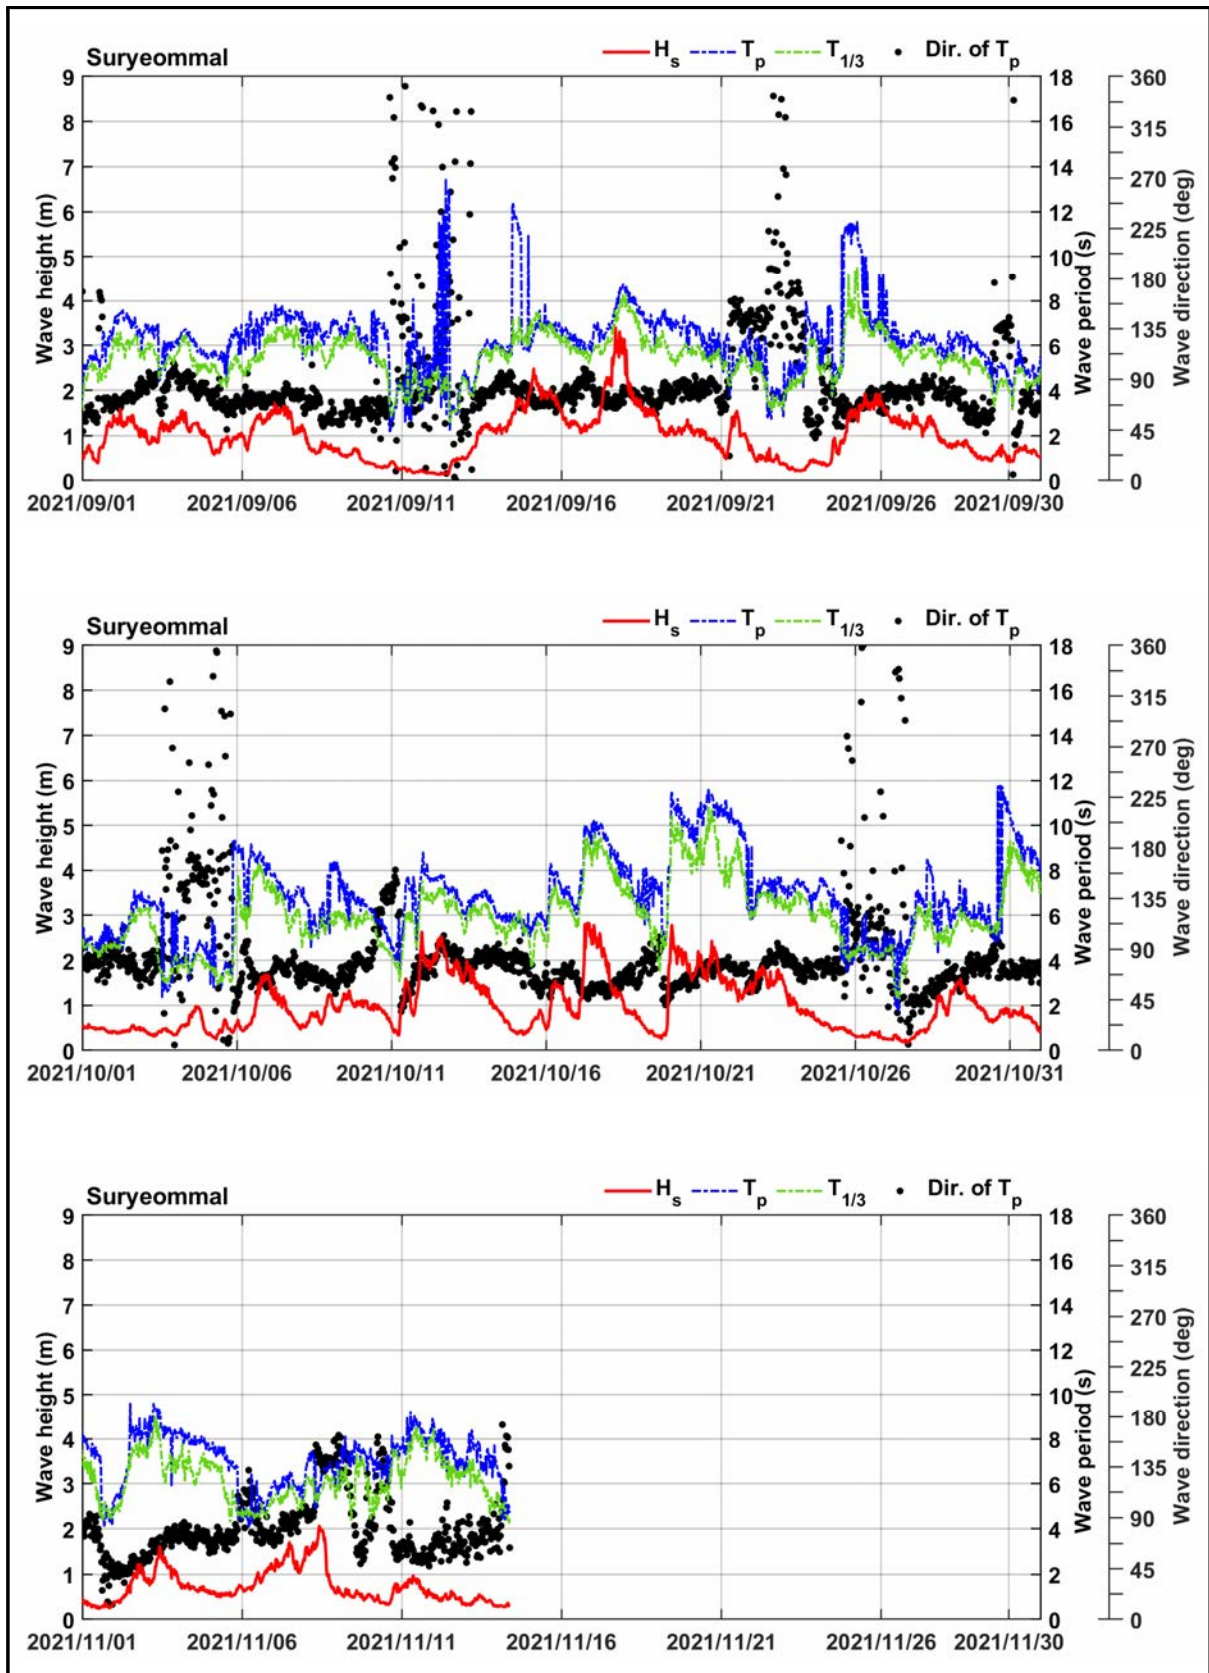 Suryeommal
Hs Tp T1/3 Dir. of Tp
9 18 360
8 16 315
7 14 270
6 12 225
5 10 180
4 8 135
3 6 90
2 4 45
1 2 0
0 0
Wave height (m)
Wave period (s)
Wave direction (deg)
2021/09/01 2021/09/06 2021/09/11 2021/09/16 2021/09/21 2021/09/26 2021/09/30
Suryeommal
Hs Tp T1/3 Dir. of Tp
9 18 360
8 16 315
7 14 270
6 12 225
5 10 180
4 8 135
3 6 90
2 4 45
1 2 0
0 0
Wave height (m)
Wave period (s)
Wave direction (deg)
2021/10/01 2021/10/06 2021/10/11 2021/10/16 2021/10/21 2021/10/26 2021/10/31
Suryeommal
Hs Tp T1/3 Dir. of Tp
9 18 360
8 16 315
7 14 270
6 12 225
5 10 180
4 8 135
3 6 90
2 4 45
1 2 0
0 0
Wave height (m)
Wave period (s)
Wave direction (deg)
2021/11/01 2021/11/06 2021/11/11 2021/11/16 2021/11/21 2021/11/26 2021/11/30